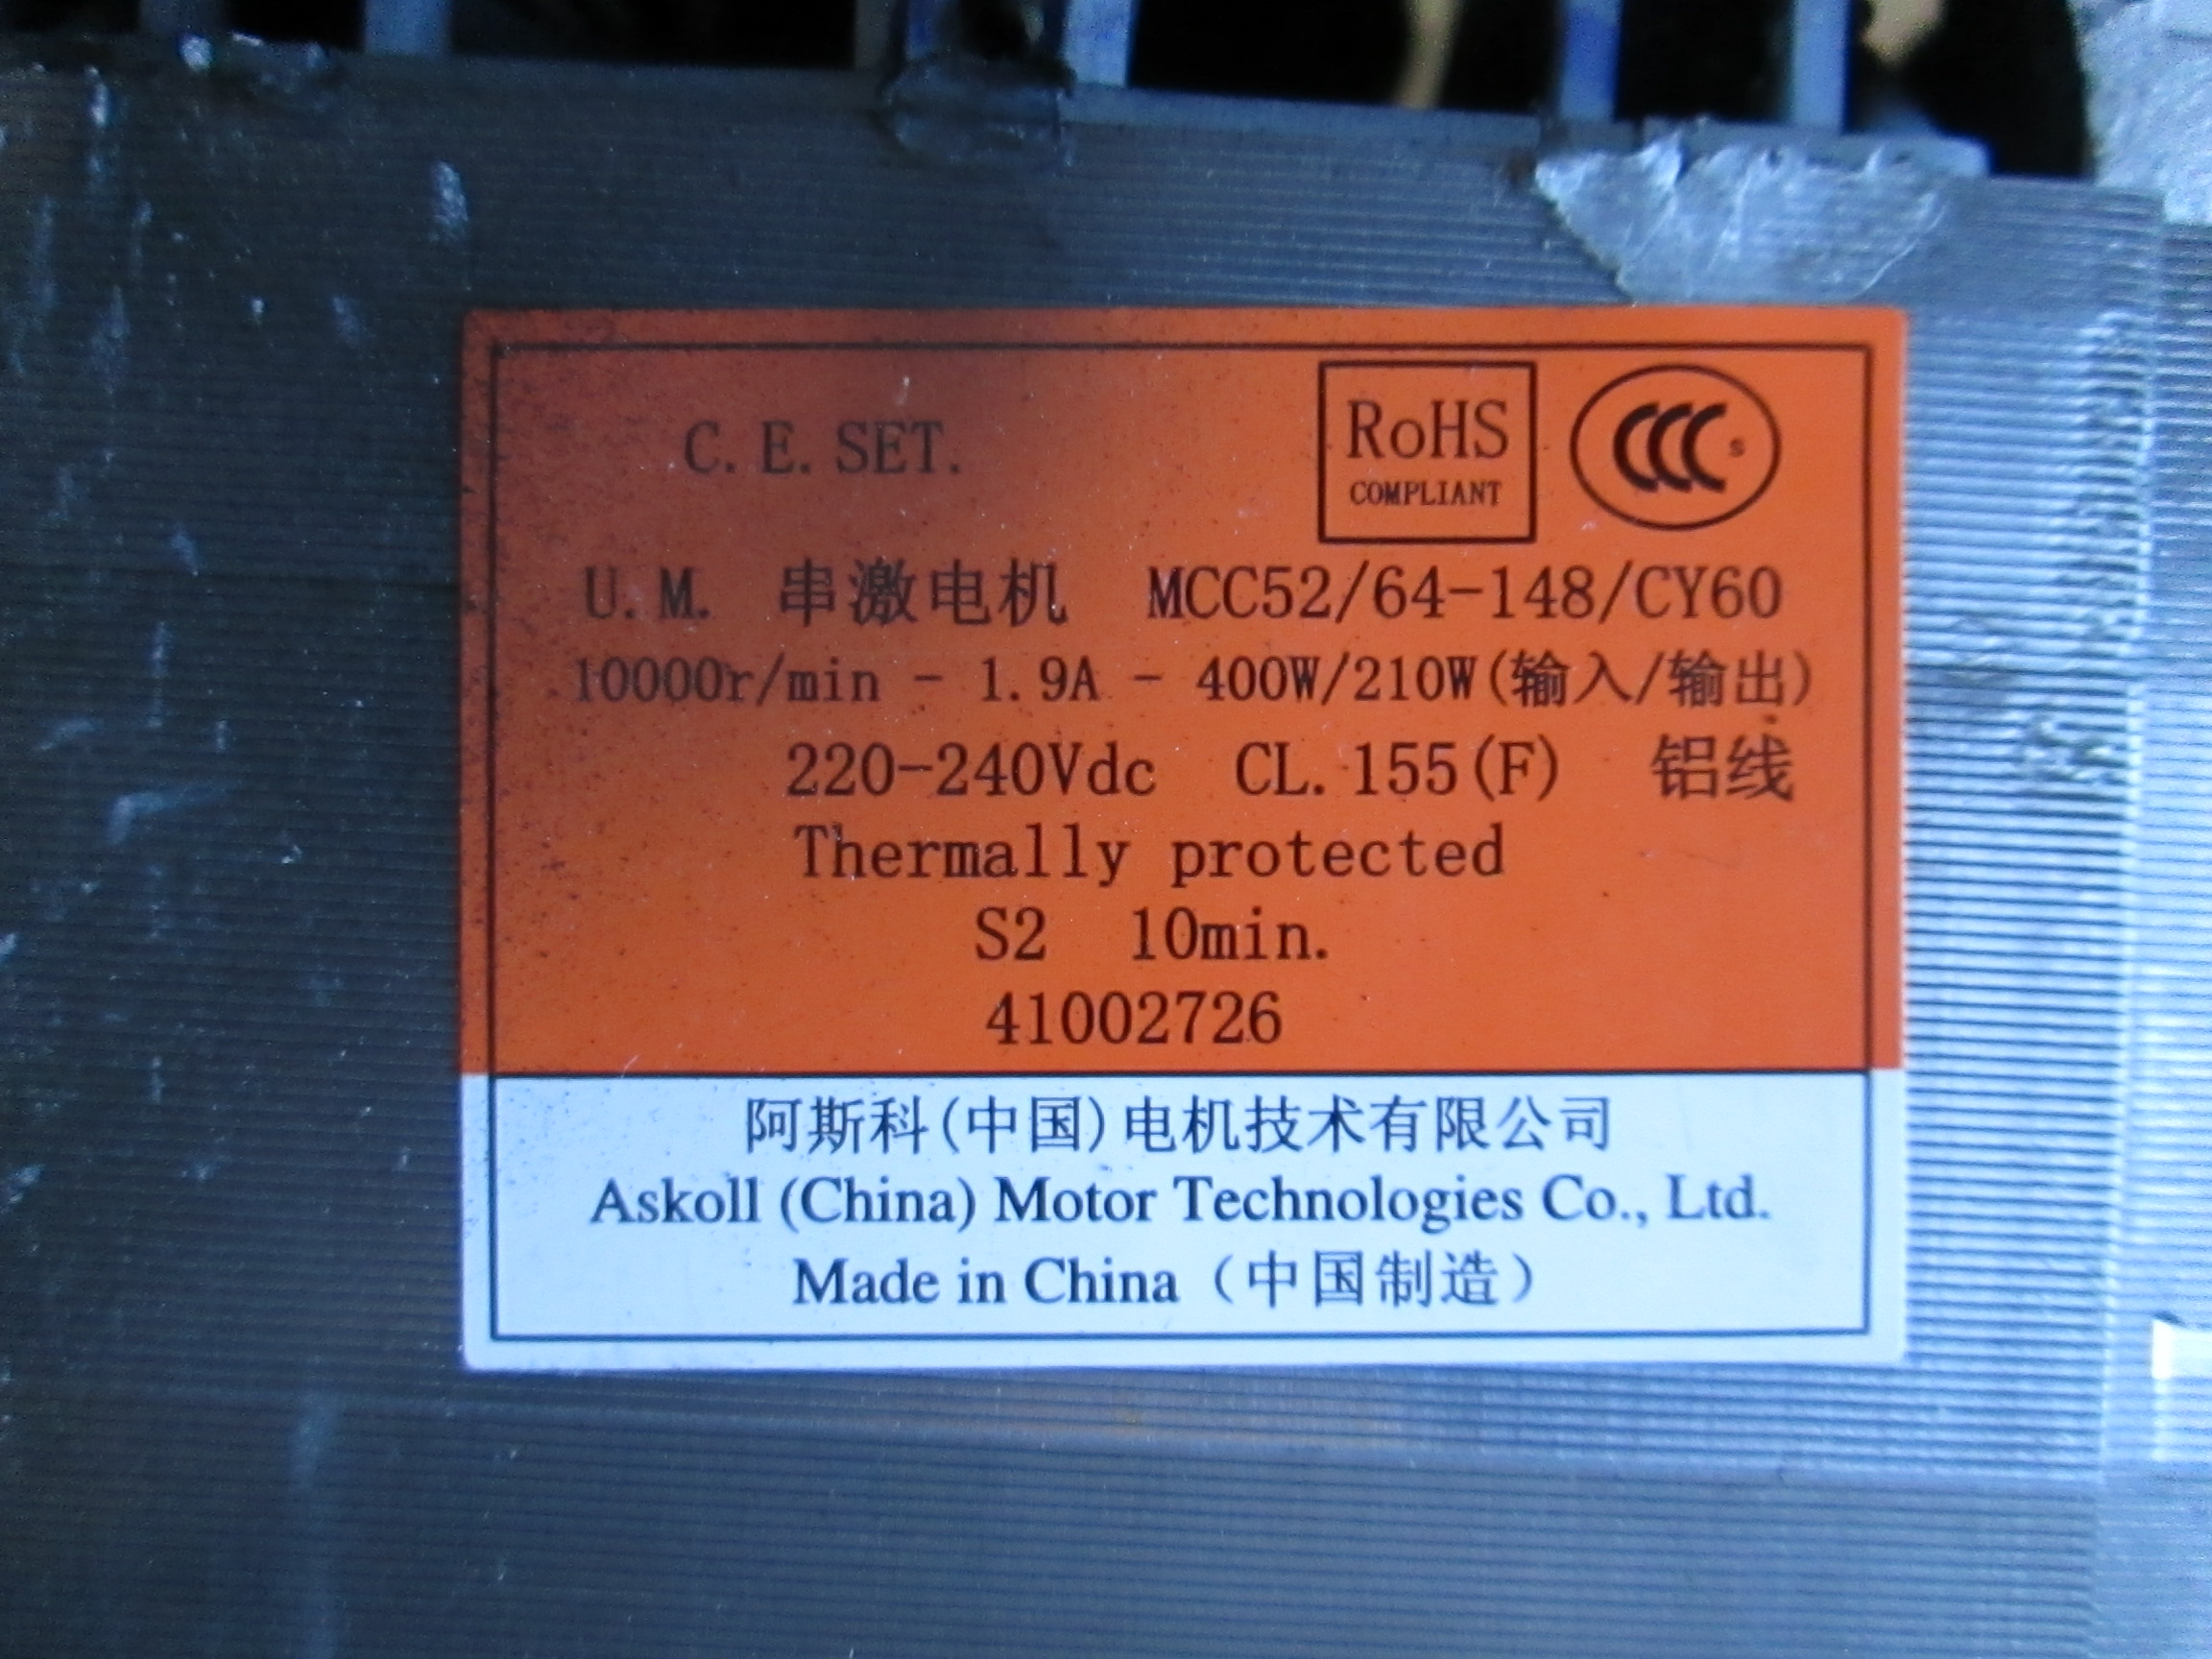 C.E.SET.
RoHS
COMPLIANT
CCC S
U.M. 串激电机 MCC52/64-148/CY60
10000r/min - 1.9A - 400W/210W(输入/输出)
220-240Vdc CL.155(F) 铝线
Thermally protected
S2 10min.
41002726
阿斯科(中国)电机技术有限公司
Askoll (China) Motor Technologies Co., Ltd.
Made in China（中国制造）